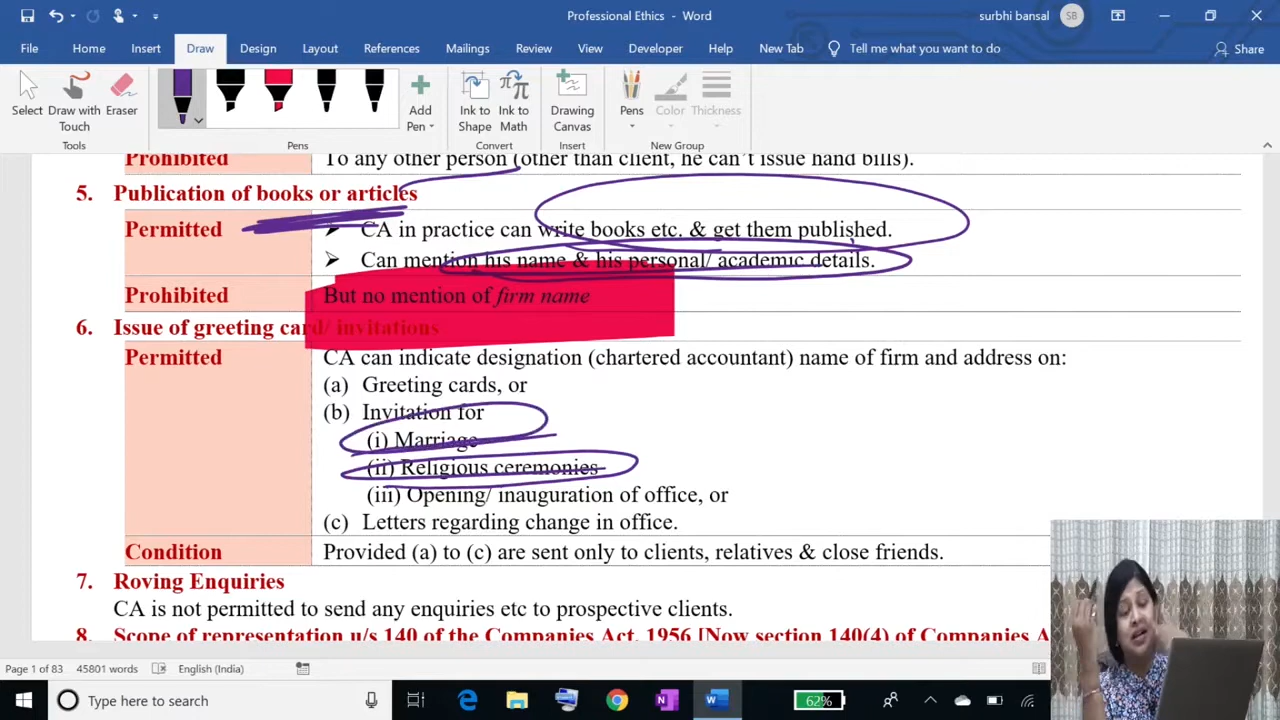 Professional Ethics - Word
surbhi bansal
SB
File Home Insert Draw Design Layout References Mailings Review View Developer Help New Tab Tell me what you want to do Share
Select Draw with Touch Eraser
Add Pen
Ink to Shape Ink to Math
Drawing Canvas
Pens Color Thickness
Tools Pens Convert Insert New Group
Prohibited To any other person (other than client, he can't issue hand bills).
5. Publication of books or articles
Permitted CA in practice can write books etc. & get them published.
Can mention his name & his personal/ academic details.
Prohibited But no mention of firm name
6. Issue of greeting card/ invitations
Permitted CA can indicate designation (chartered accountant) name of firm and address on:
(a) Greeting cards, or
(b) Invitation for
(i) Marriage
(ii) Religious ceremonies
(iii) Opening/ inauguration of office, or
(c) Letters regarding change in office.
Condition Provided (a) to (c) are sent only to clients, relatives & close friends.
7. Roving Enquiries
CA is not permitted to send any enquiries etc to prospective clients.
8. Scope of representation u/s 140 of the Companies Act, 1956 [Now section 140(4) of Companies A
Page 1 of 83 45801 words English (India)
Type here to search
62%